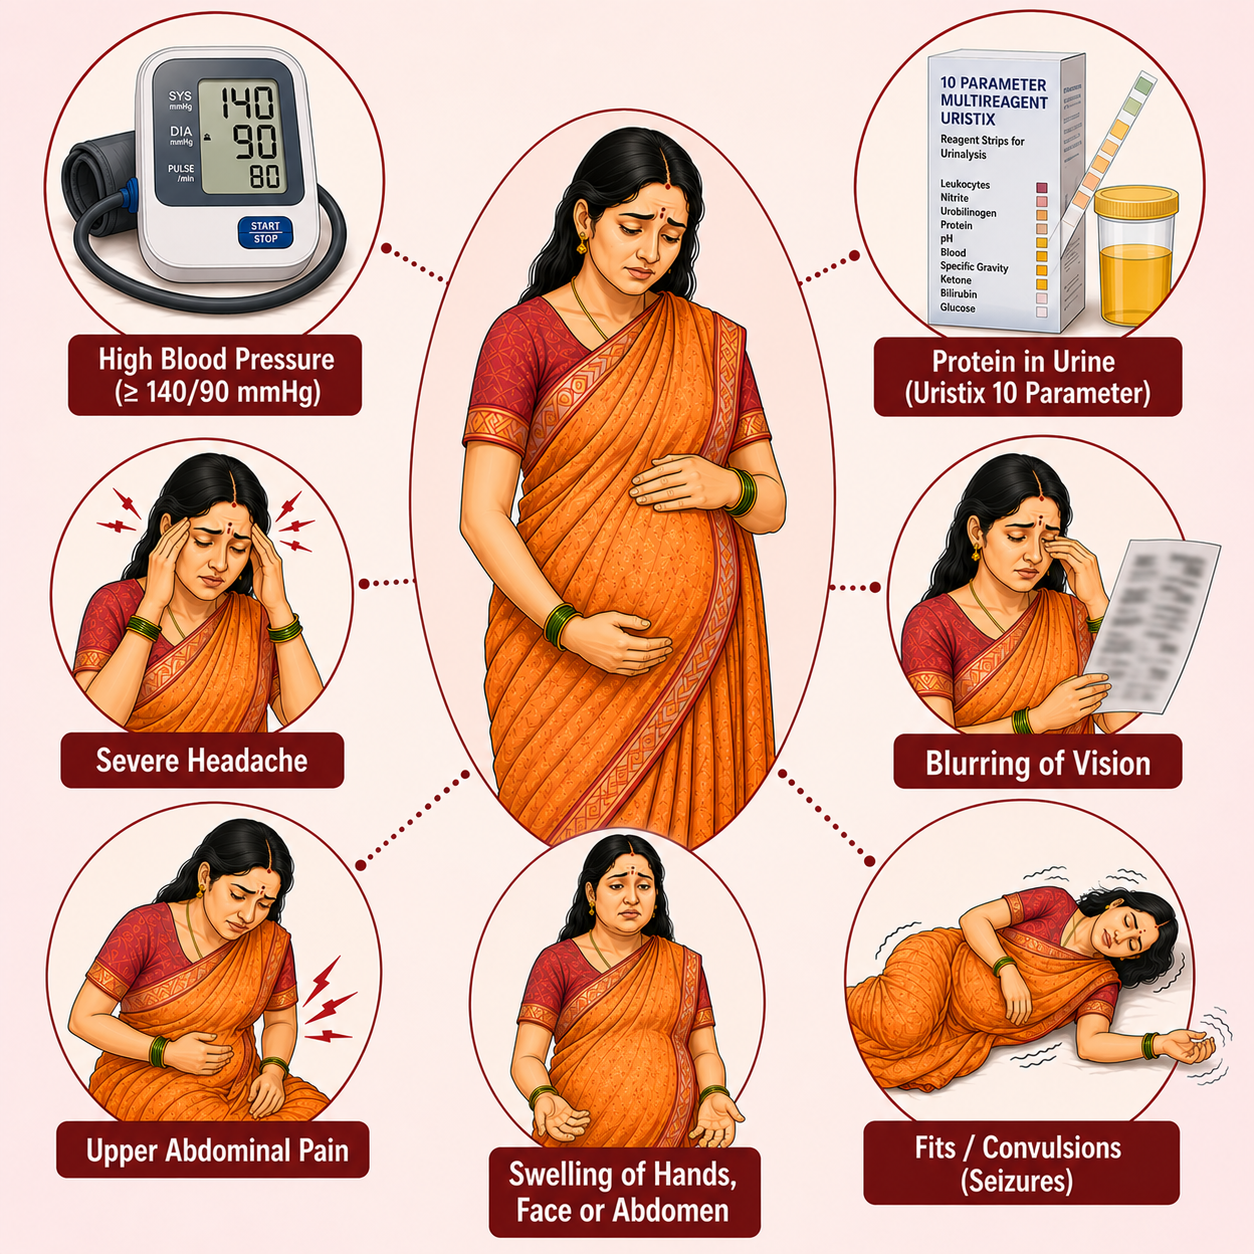 SYS
mmHg
140
DIA
mmHg
90
PULSE
/min
80
START
STOP
High Blood Pressure
(≥ 140/90 mmHg)
10 PARAMETER
MULTIREAGENT
URISTIX
Reagent Strips for
Urinalysis
Leukocytes
Nitrite
Urobilinogen
Protein
pH
Blood
Specific Gravity
Ketone
Bilirubin
Glucose
Protein in Urine
(Uristix 10 Parameter)
Severe Headache
Blurring of Vision
Upper Abdominal Pain
Swelling of Hands,
Face or Abdomen
Fits / Convulsions
(Seizures)